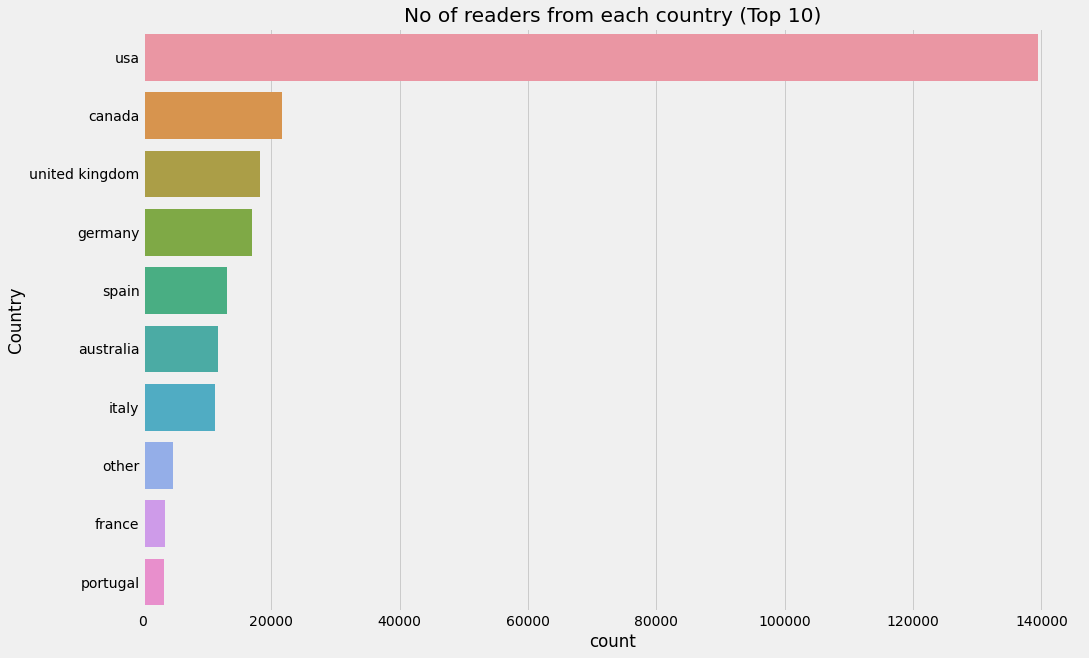 No of readers from each country (Top 10)
usa
canada
united kingdom
germany
spain
australia
italy
other
france
portugal
Country
0 20000 40000 60000 80000 100000 120000 140000
count